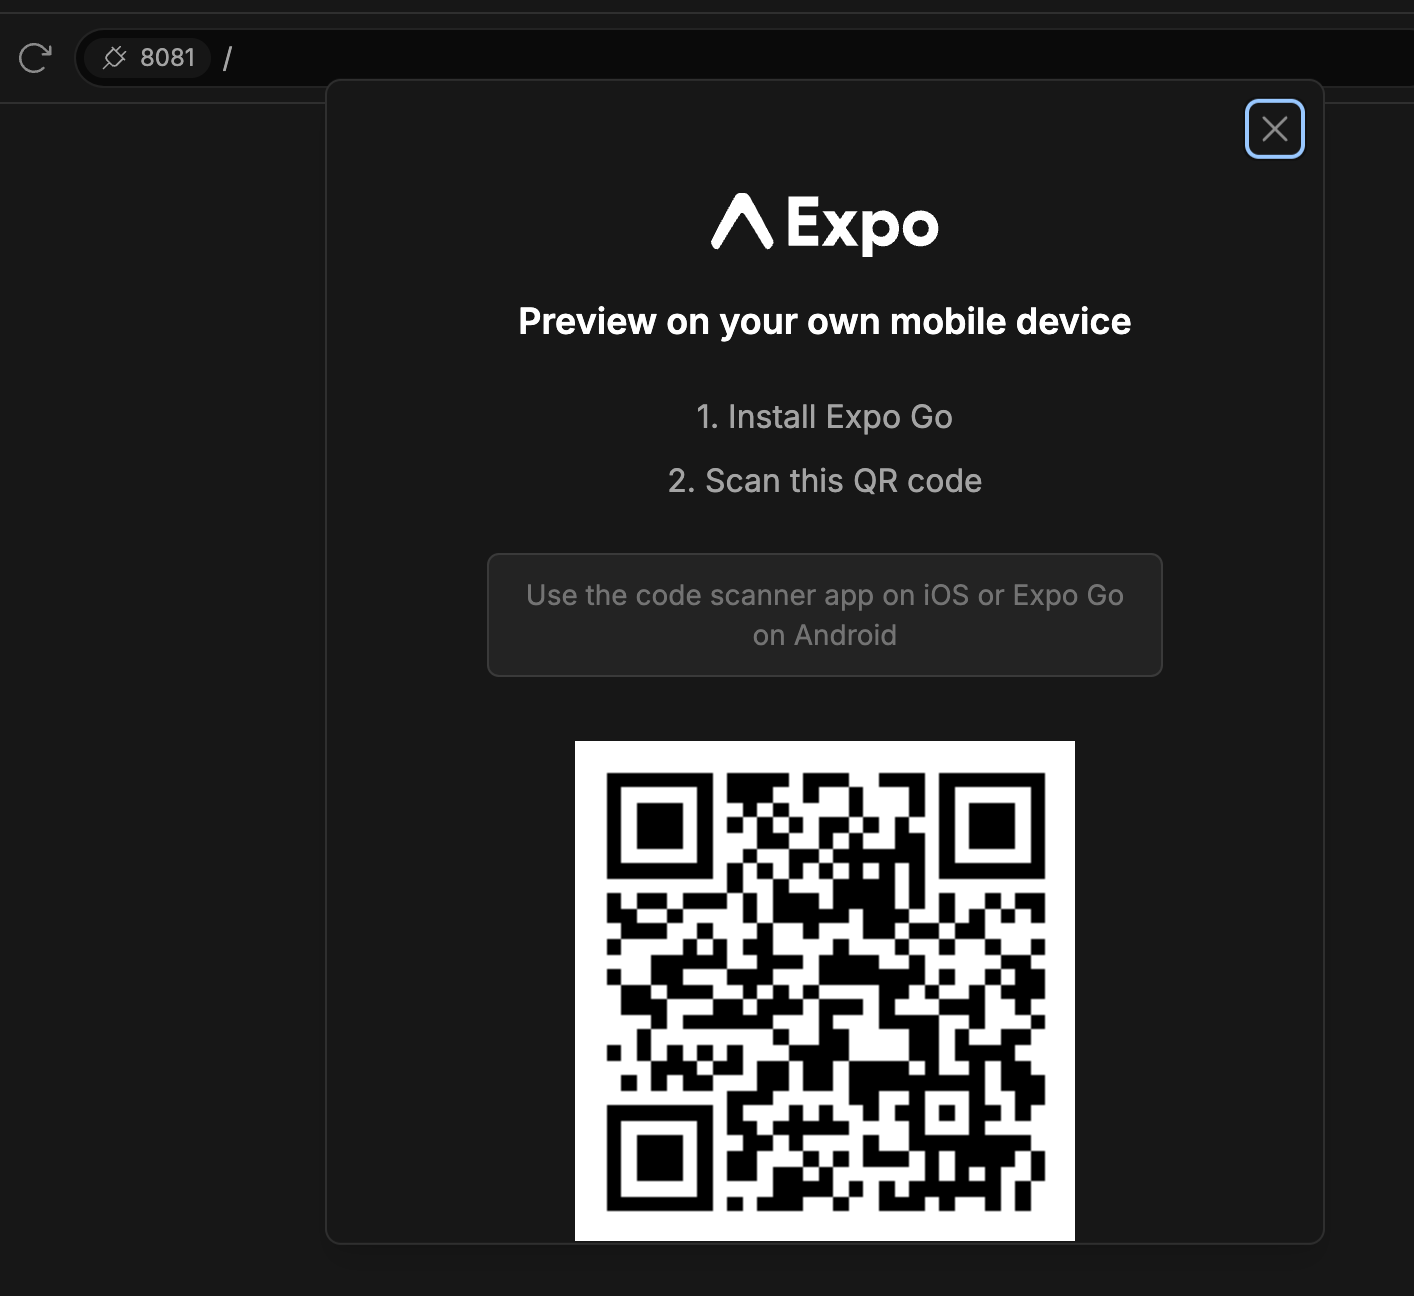 8081 /
Expo
Preview on your own mobile device
1. Install Expo Go
2. Scan this QR code
Use the code scanner app on iOS or Expo Go
on Android